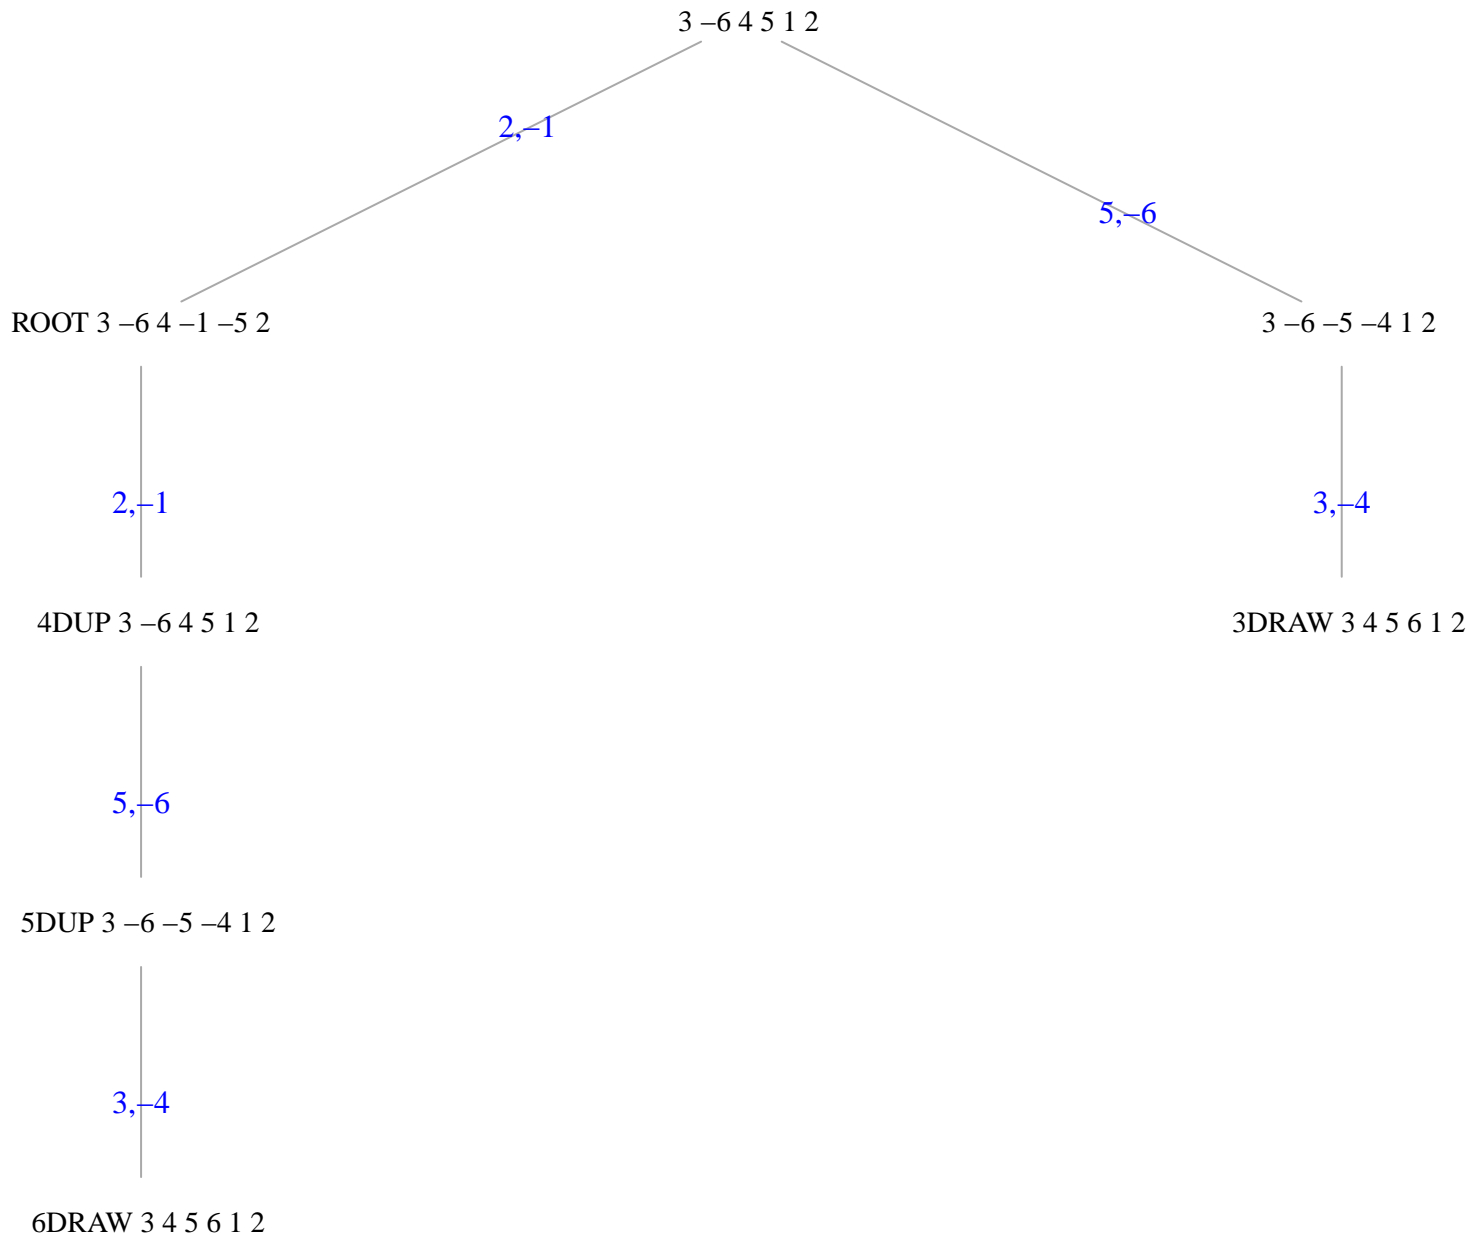 3 –6 4 5 1 2
2,–1
5,–6
ROOT 3 –6 4 –1 –5 2
3 –6 –5 –4 1 2
2,–1
3,–4
4DUP 3 –6 4 5 1 2
3DRAW 3 4 5 6 1 2
5,–6
5DUP 3 –6 –5 –4 1 2
3,–4
6DRAW 3 4 5 6 1 2